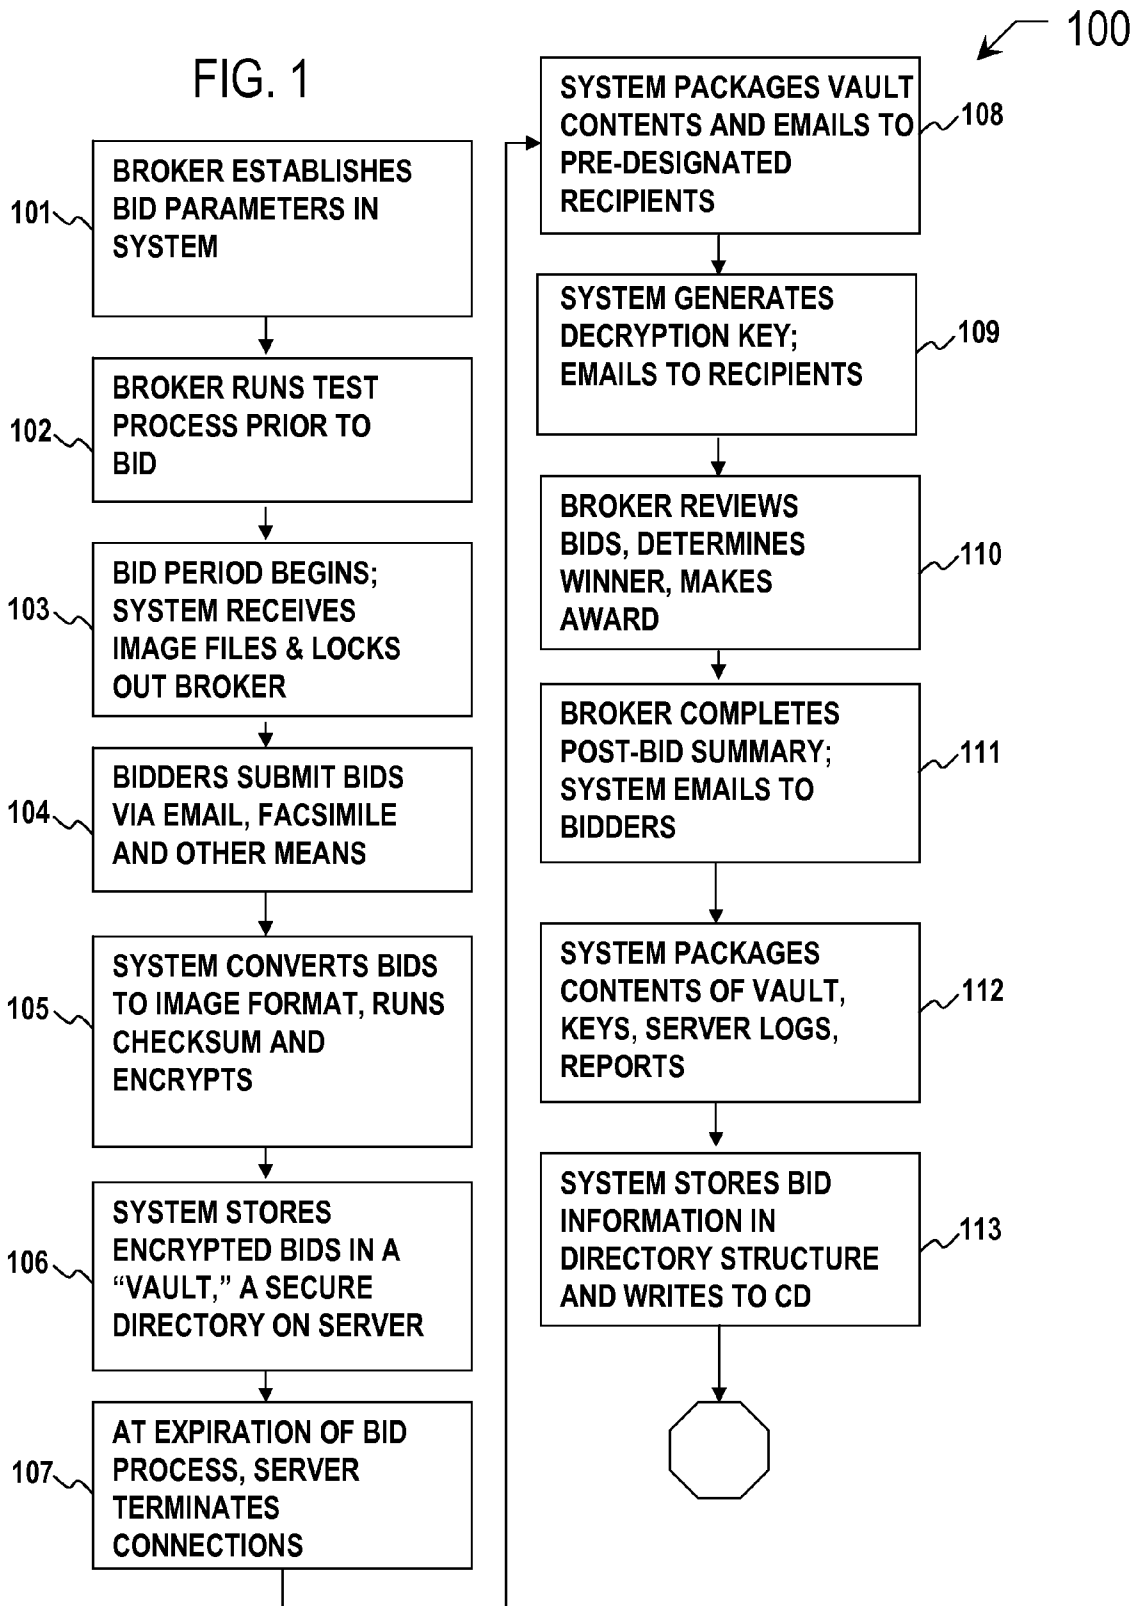 FIG. 1
100
BROKER ESTABLISHES
BID PARAMETERS IN
SYSTEM
101
BROKER RUNS TEST
PROCESS PRIOR TO
BID
102
BID PERIOD BEGINS;
SYSTEM RECEIVES
IMAGE FILES & LOCKS
OUT BROKER
103
BIDDERS SUBMIT BIDS
VIA EMAIL, FACSIMILE
AND OTHER MEANS
104
SYSTEM CONVERTS BIDS
TO IMAGE FORMAT, RUNS
CHECKSUM AND
ENCRYPTS
105
SYSTEM STORES
ENCRYPTED BIDS IN A
“VAULT,” A SECURE
DIRECTORY ON SERVER
106
AT EXPIRATION OF BID
PROCESS, SERVER
TERMINATES
CONNECTIONS
107
SYSTEM PACKAGES VAULT
CONTENTS AND EMAILS TO
PRE-DESIGNATED
RECIPIENTS
108
SYSTEM GENERATES
DECRYPTION KEY;
EMAILS TO RECIPIENTS
109
BROKER REVIEWS
BIDS, DETERMINES
WINNER, MAKES
AWARD
110
BROKER COMPLETES
POST-BID SUMMARY;
SYSTEM EMAILS TO
BIDDERS
111
SYSTEM PACKAGES
CONTENTS OF VAULT,
KEYS, SERVER LOGS,
REPORTS
112
SYSTEM STORES BID
INFORMATION IN
DIRECTORY STRUCTURE
AND WRITES TO CD
113